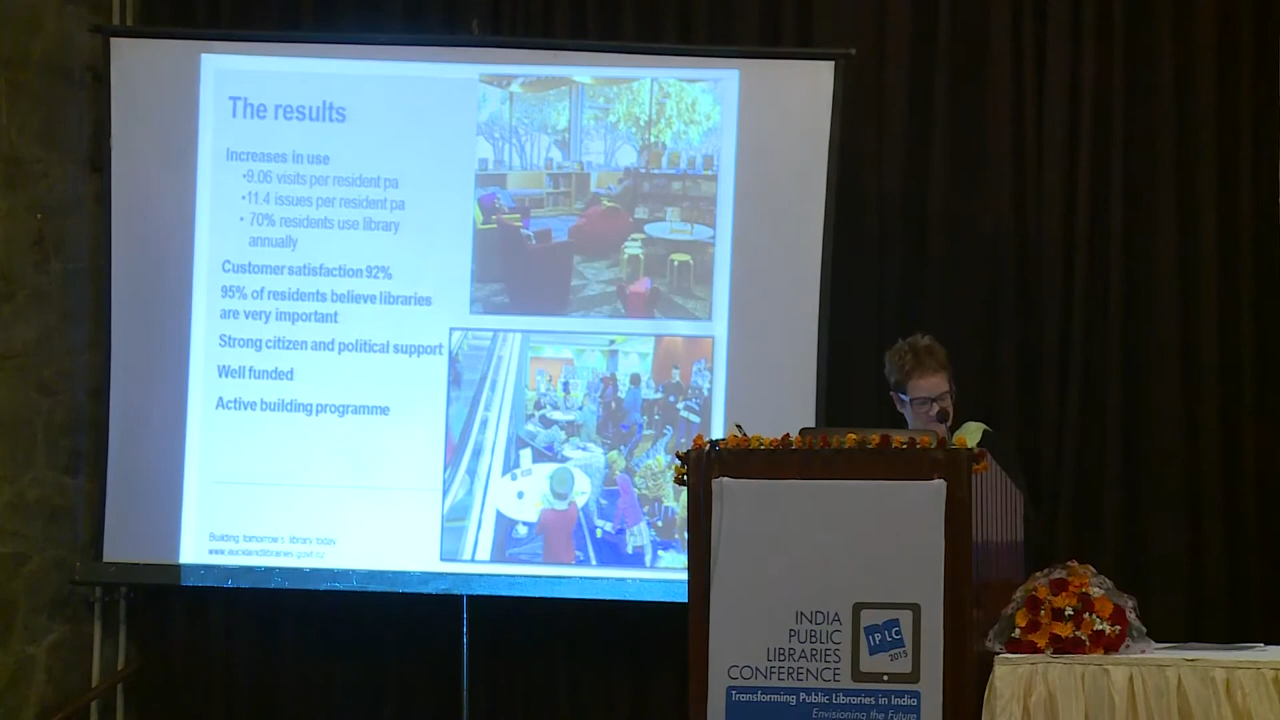 The results
Increases in use
•9.06 visits per resident pa
•11.4 issues per resident pa
• 70% residents use library
annually
Customer satisfaction 92%
95% of residents believe libraries
are very important
Strong citizen and political support
Well funded
Active building programme
Building tomorrow's library today
www.aucklandlibraries.govt.nz
INDIA
PUBLIC
LIBRARIES
CONFERENCE
IPLC
2015
Transforming Public Libraries in India
Envisioning the Future